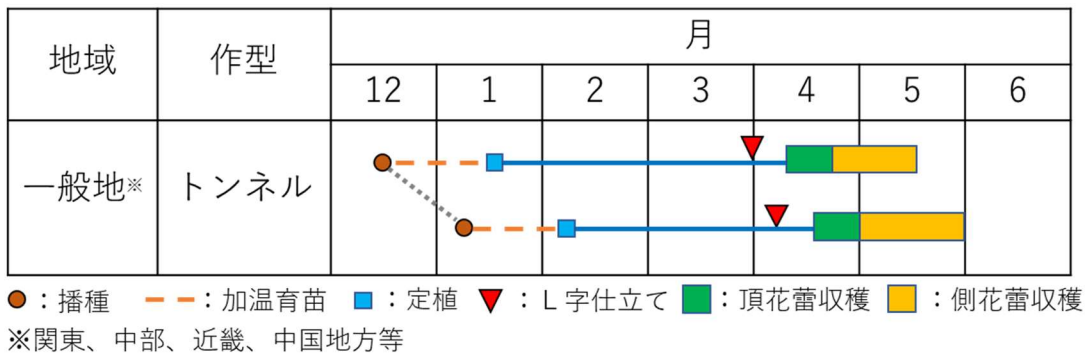 地域 作型 月
12 1 2 3 4 5 6
一般地※ トンネル
：播種 ：加温育苗 ：定植 ：L字仕立て ：頂花蕾収穫 ：側花蕾収穫
※関東、中部、近畿、中国地方等